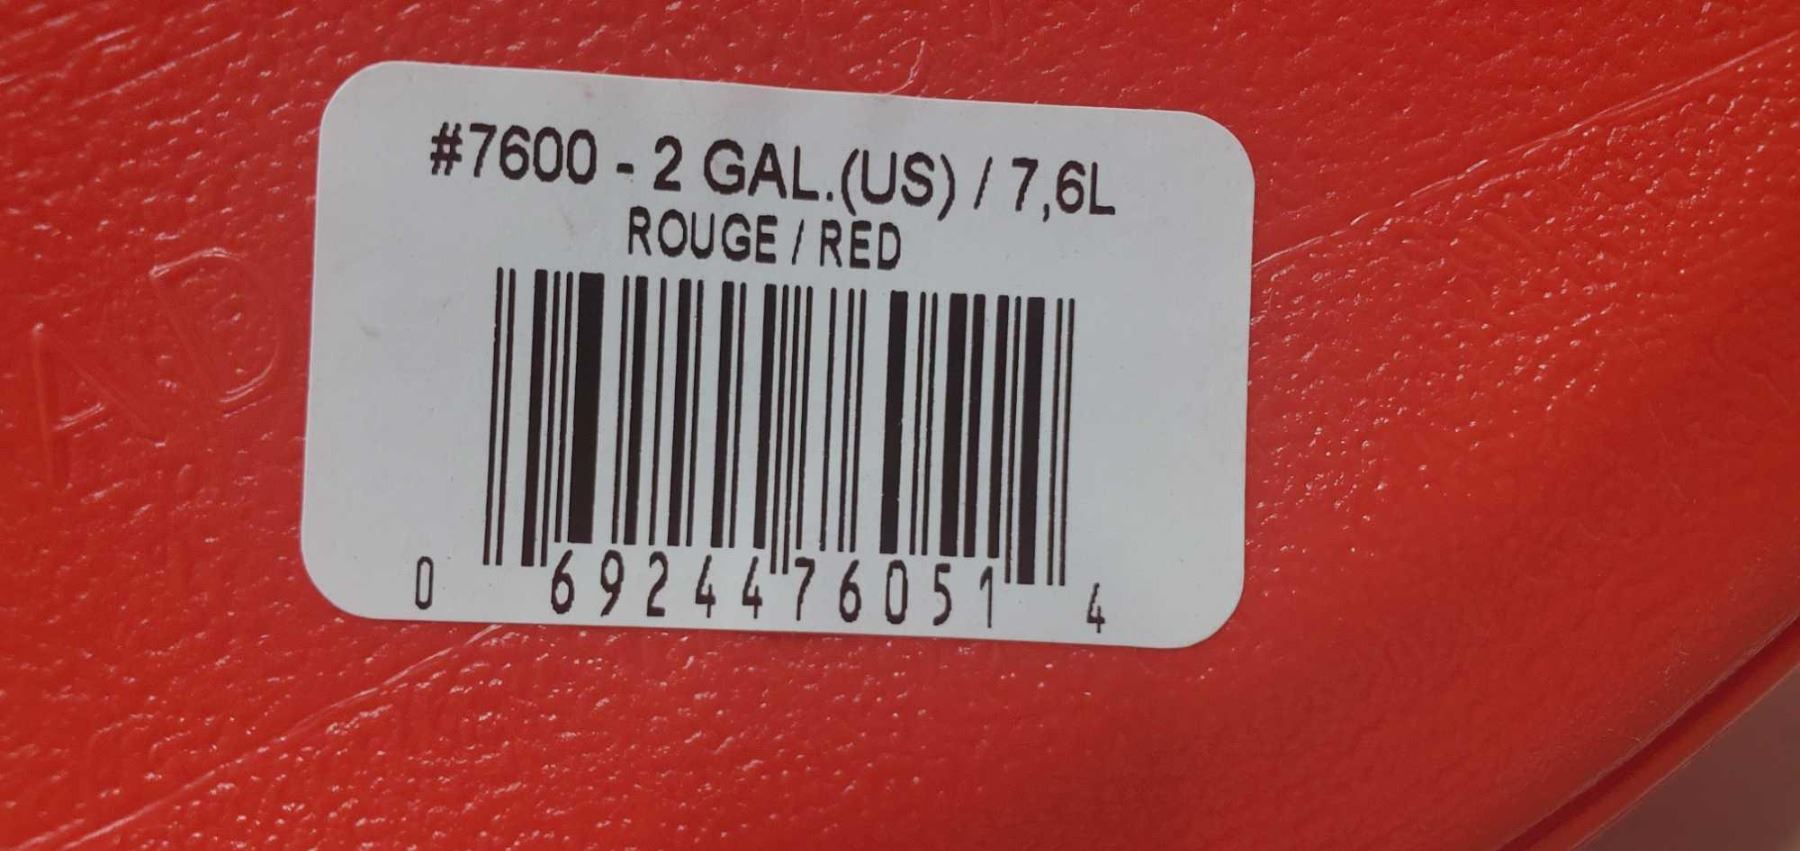 #7600 - 2 GAL.(US) / 7,6L
ROUGE / RED
0 69244 76051 4